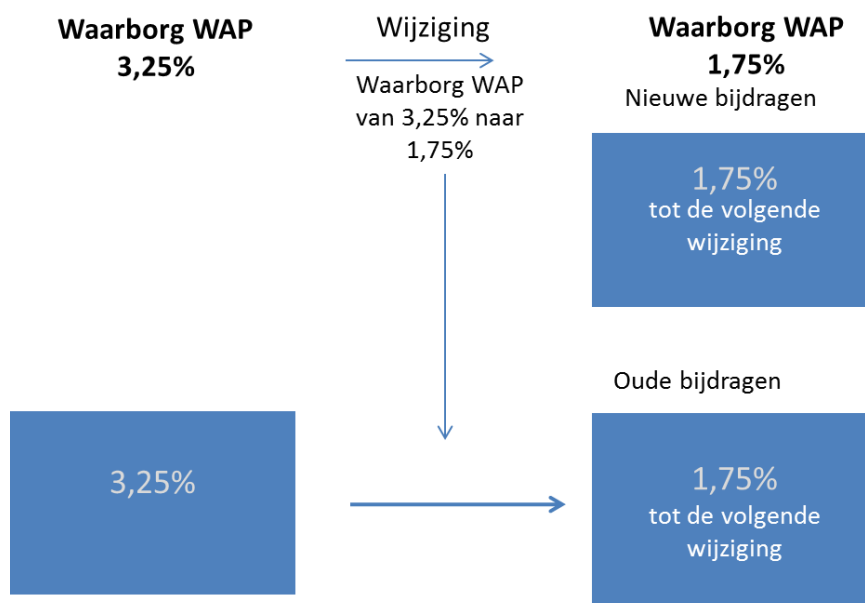 Waarborg WAP
3,25%
Wijziging
Waarborg WAP
van 3,25% naar
1,75%
Waarborg WAP
1,75%
Nieuwe bijdragen
1,75%
tot de volgende
wijziging
Oude bijdragen
3,25%
1,75%
tot de volgende
wijziging